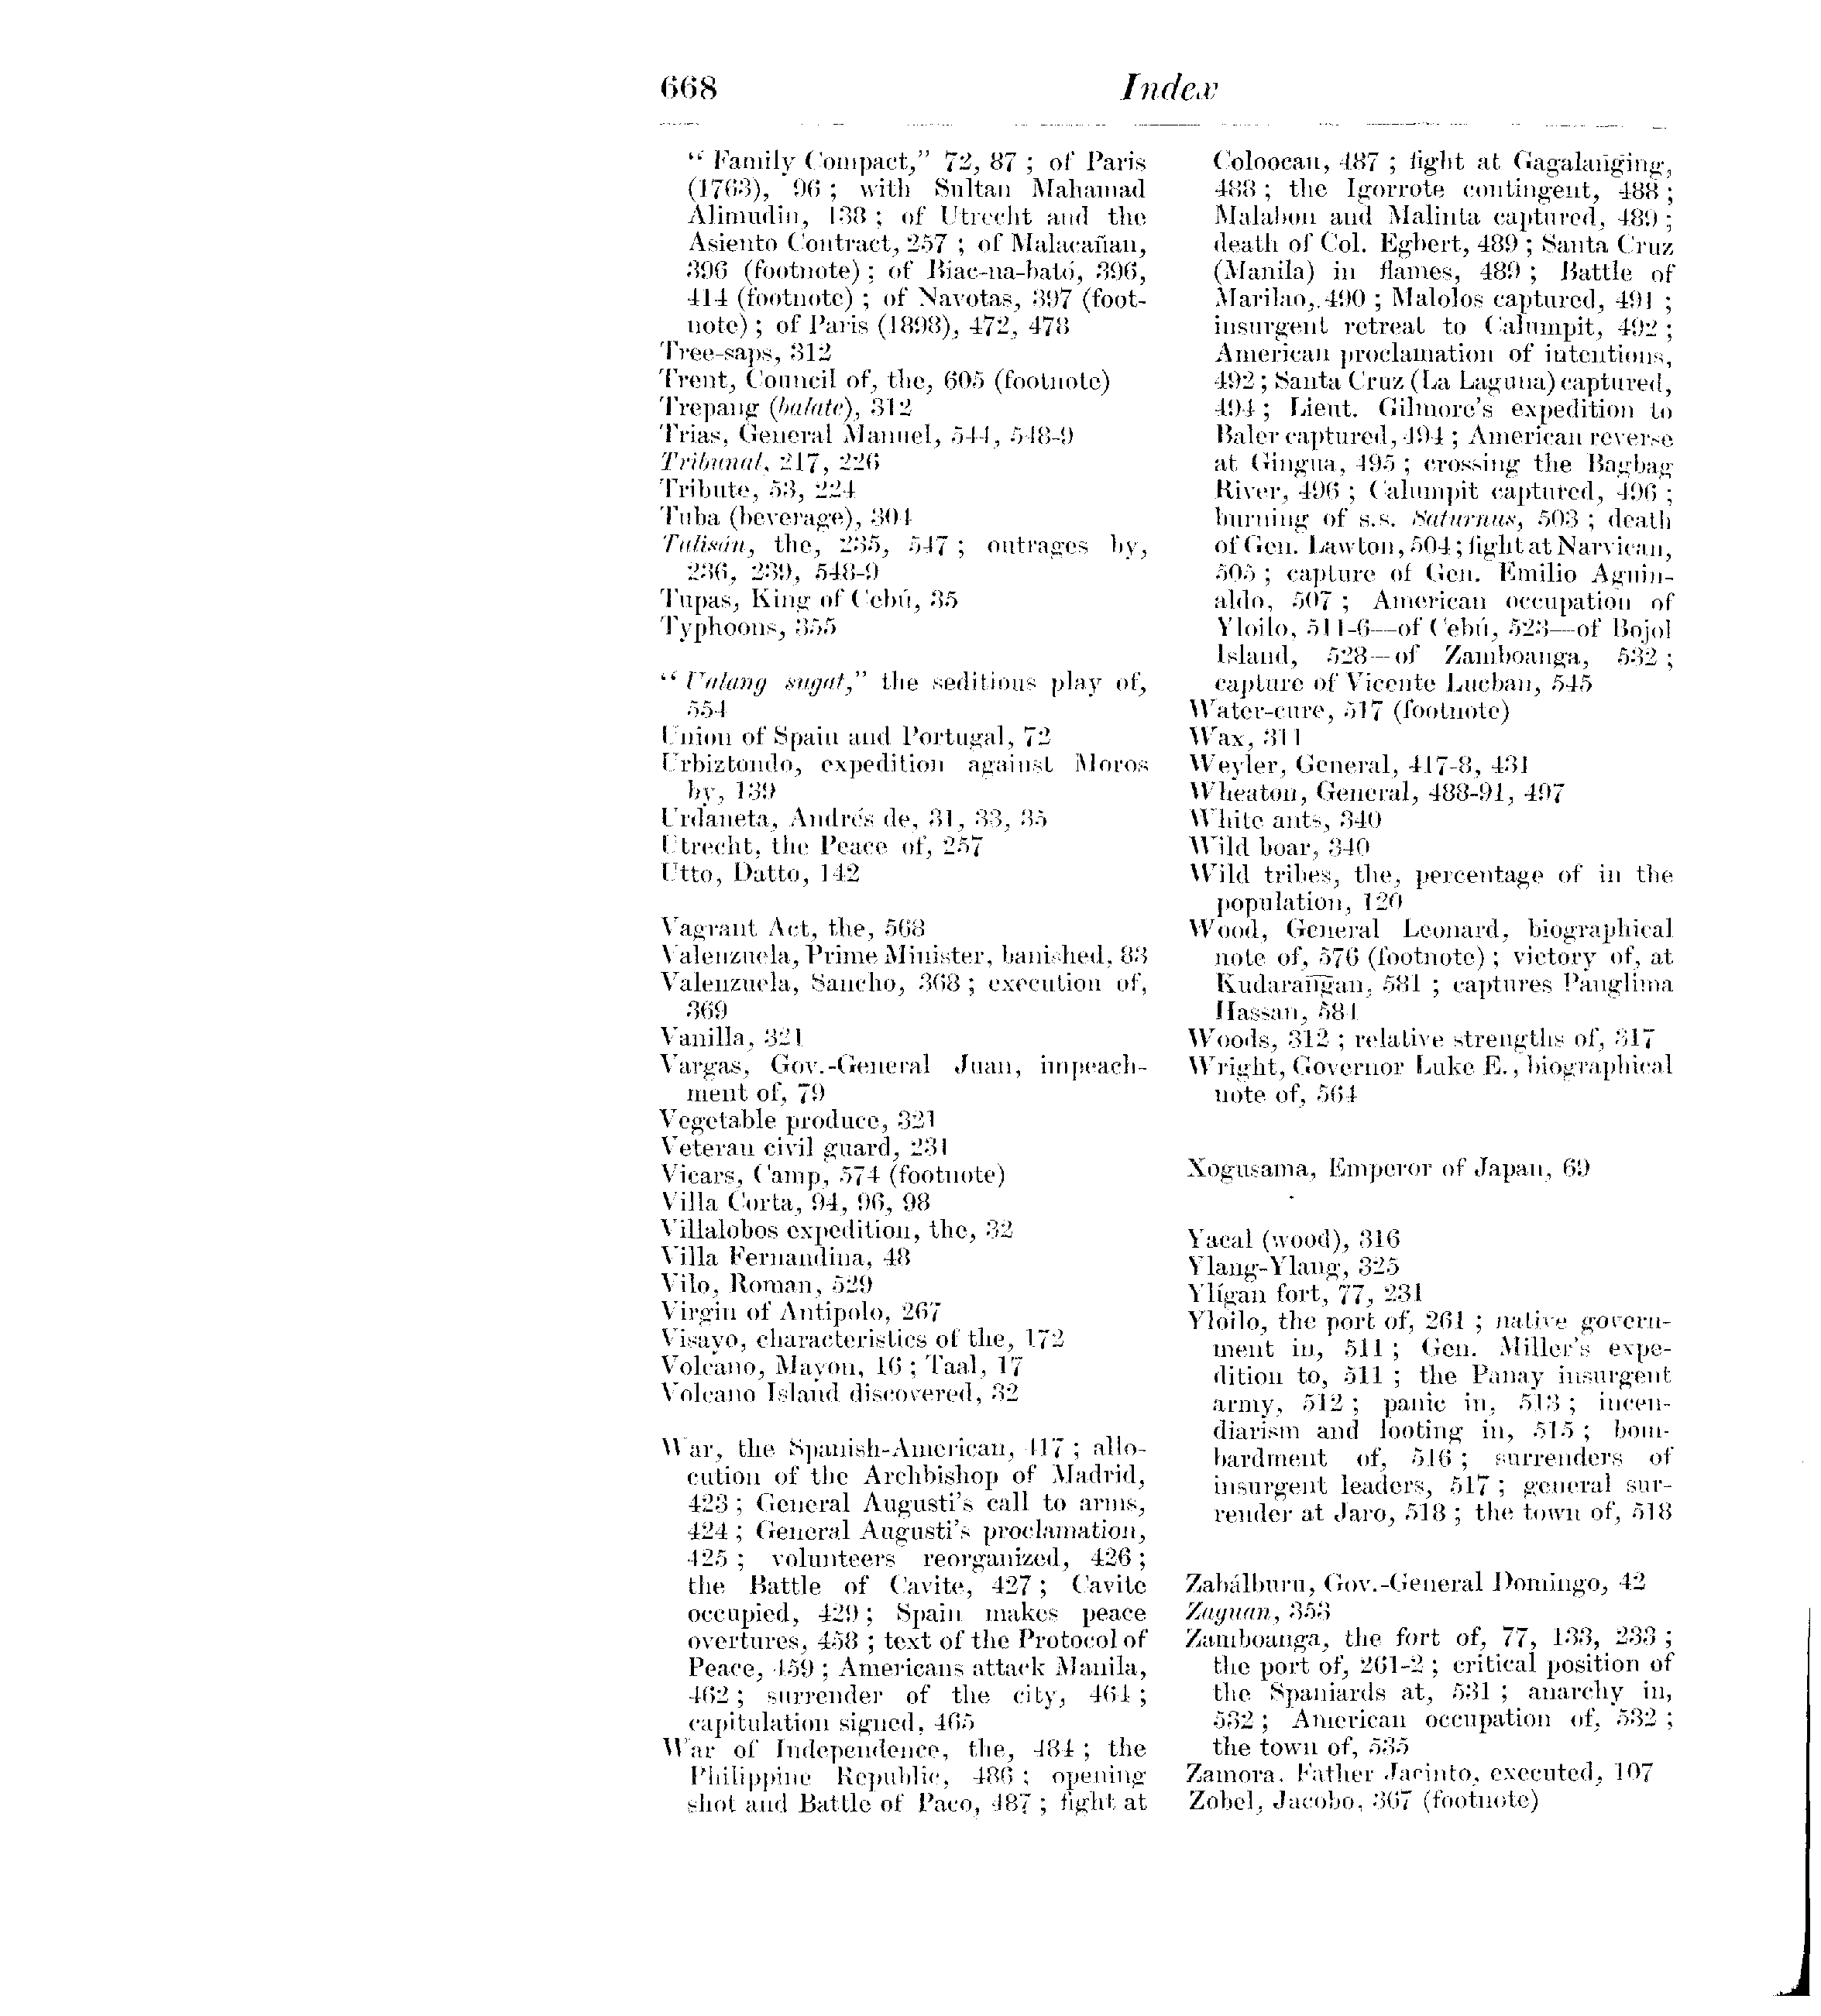 668
Index
“ Family Compact,” 72, 87 ; of Paris
(1763), 96 ; with Sultan Mahamad
Alimudin, 138 ; of Utrecht and the
Asiento Contract, 257 ; of Malacañan,
396 (footnote) ; of Biac-na-bató, 396,
414 (footnote) ; of Navotas, 397 (foot-
note) ; of Paris (1898), 472, 478
Tree-saps, 312
Trent, Council of, the, 605 (footnote)
Trepang (balate), 312
Trias, General Manuel, 544, 548-9
Tribunal, 217, 226
Tribute, 53, 224
Tuba (beverage), 304
Tulisán, the, 235, 547 ; outrages by,
236, 239, 548-9
Tupas, King of Cebú, 35
Typhoons, 355
“ Ualang sugat,” the seditious play of,
554
Union of Spain and Portugal, 72
Urbiztondo, expedition against Moros
by, 139
Urdaneta, Andrés de, 31, 33, 35
Utrecht, the Peace of, 257
Utto, Datto, 142
Vagrant Act, the, 568
Valenzuela, Prime Minister, banished, 83
Valenzuela, Sancho, 368 ; execution of,
369
Vanilla, 321
Vargas, Gov.-General Juan, impeach-
ment of, 79
Vegetable produce, 321
Veteran civil guard, 231
Vicars, Camp, 574 (footnote)
Villa Corta, 94, 96, 98
Villalobos expedition, the, 32
Villa Fernandina, 48
Vilo, Roman, 529
Virgin of Antipolo, 267
Visayo, characteristics of the, 172
Volcano, Mayon, 16 ; Taal, 17
Volcano Island discovered, 32
War, the Spanish-American, 417 ; allo-
cution of the Archbishop of Madrid,
423 ; General Augusti’s call to arms,
424 ; General Augusti’s proclamation,
425 ; volunteers reorganized, 426 ;
the Battle of Cavite, 427 ; Cavite
occupied, 429 ; Spain makes peace
overtures, 458 ; text of the Protocol of
Peace, 459 ; Americans attack Manila,
462 ; surrender of the city, 464 ;
capitulation signed, 465
War of Independence, the, 484 ; the
Philippine Republic, 486 ; opening
shot and Battle of Paco, 487 ; fight at
Coloocan, 487 ; fight at Gagalañging,
488 ; the Igorrote contingent, 488 ;
Malabon and Malinta captured, 489 ;
death of Col. Egbert, 489 ; Santa Cruz
(Manila) in flames, 489 ; Battle of
Marilao, 490 ; Malolos captured, 491 ;
insurgent retreat to Calumpit, 492 ;
American proclamation of intentions,
492 ; Santa Cruz (La Laguna) captured,
494 ; Lieut. Gilmore’s expedition to
Baler captured, 494 ; American reverse
at Gingua, 495 ; crossing the Bagbag
River, 496 ; Calumpit captured, 496 ;
burning of s.s. Saturnus, 503 ; death
of Gen. Lawton, 504 ; fight at Narvican,
505 ; capture of Gen. Emilio Aguin-
aldo, 507 ; American occupation of
Yloilo, 511-6—of Cebú, 523—of Bojol
Island, 528—of Zamboanga, 532 ;
capture of Vicente Lucban, 545
Water-cure, 517 (footnote)
Wax, 311
Weyler, General, 417-8, 431
Wheaton, General, 488-91, 497
White ants, 340
Wild boar, 340
Wild tribes, the, percentage of in the
population, 120
Wood, General Leonard, biographical
note of, 576 (footnote) ; victory of, at
Kudarañgan, 581 ; captures Panglima
Hassan, 584
Woods, 312 ; relative strengths of, 317
Wright, Governor Luke E., biographical
note of, 564
Xogusama, Emperor of Japan, 69
Yacal (wood), 316
Ylang-Ylang, 325
Ylígan fort, 77, 231
Yloilo, the port of, 261 ; native govern-
ment in, 511 ; Gen. Miller’s expe-
dition to, 511 ; the Panay insurgent
army, 512 ; panic in, 513 ; incen-
diarism and looting in, 515 ; bom-
bardment of, 516 ; surrenders of
insurgent leaders, 517 ; general sur-
render at Jaro, 518 ; the town of, 518
Zabálburu, Gov.-General Domingo, 42
Zaguan, 353
Zamboanga, the fort of, 77, 133, 233 ;
the port of, 261-2 ; critical position of
the Spaniards at, 531 ; anarchy in,
532 ; American occupation of, 532 ;
the town of, 535
Zamora, Father Jacinto, executed, 107
Zobel, Jacobo, 367 (footnote)